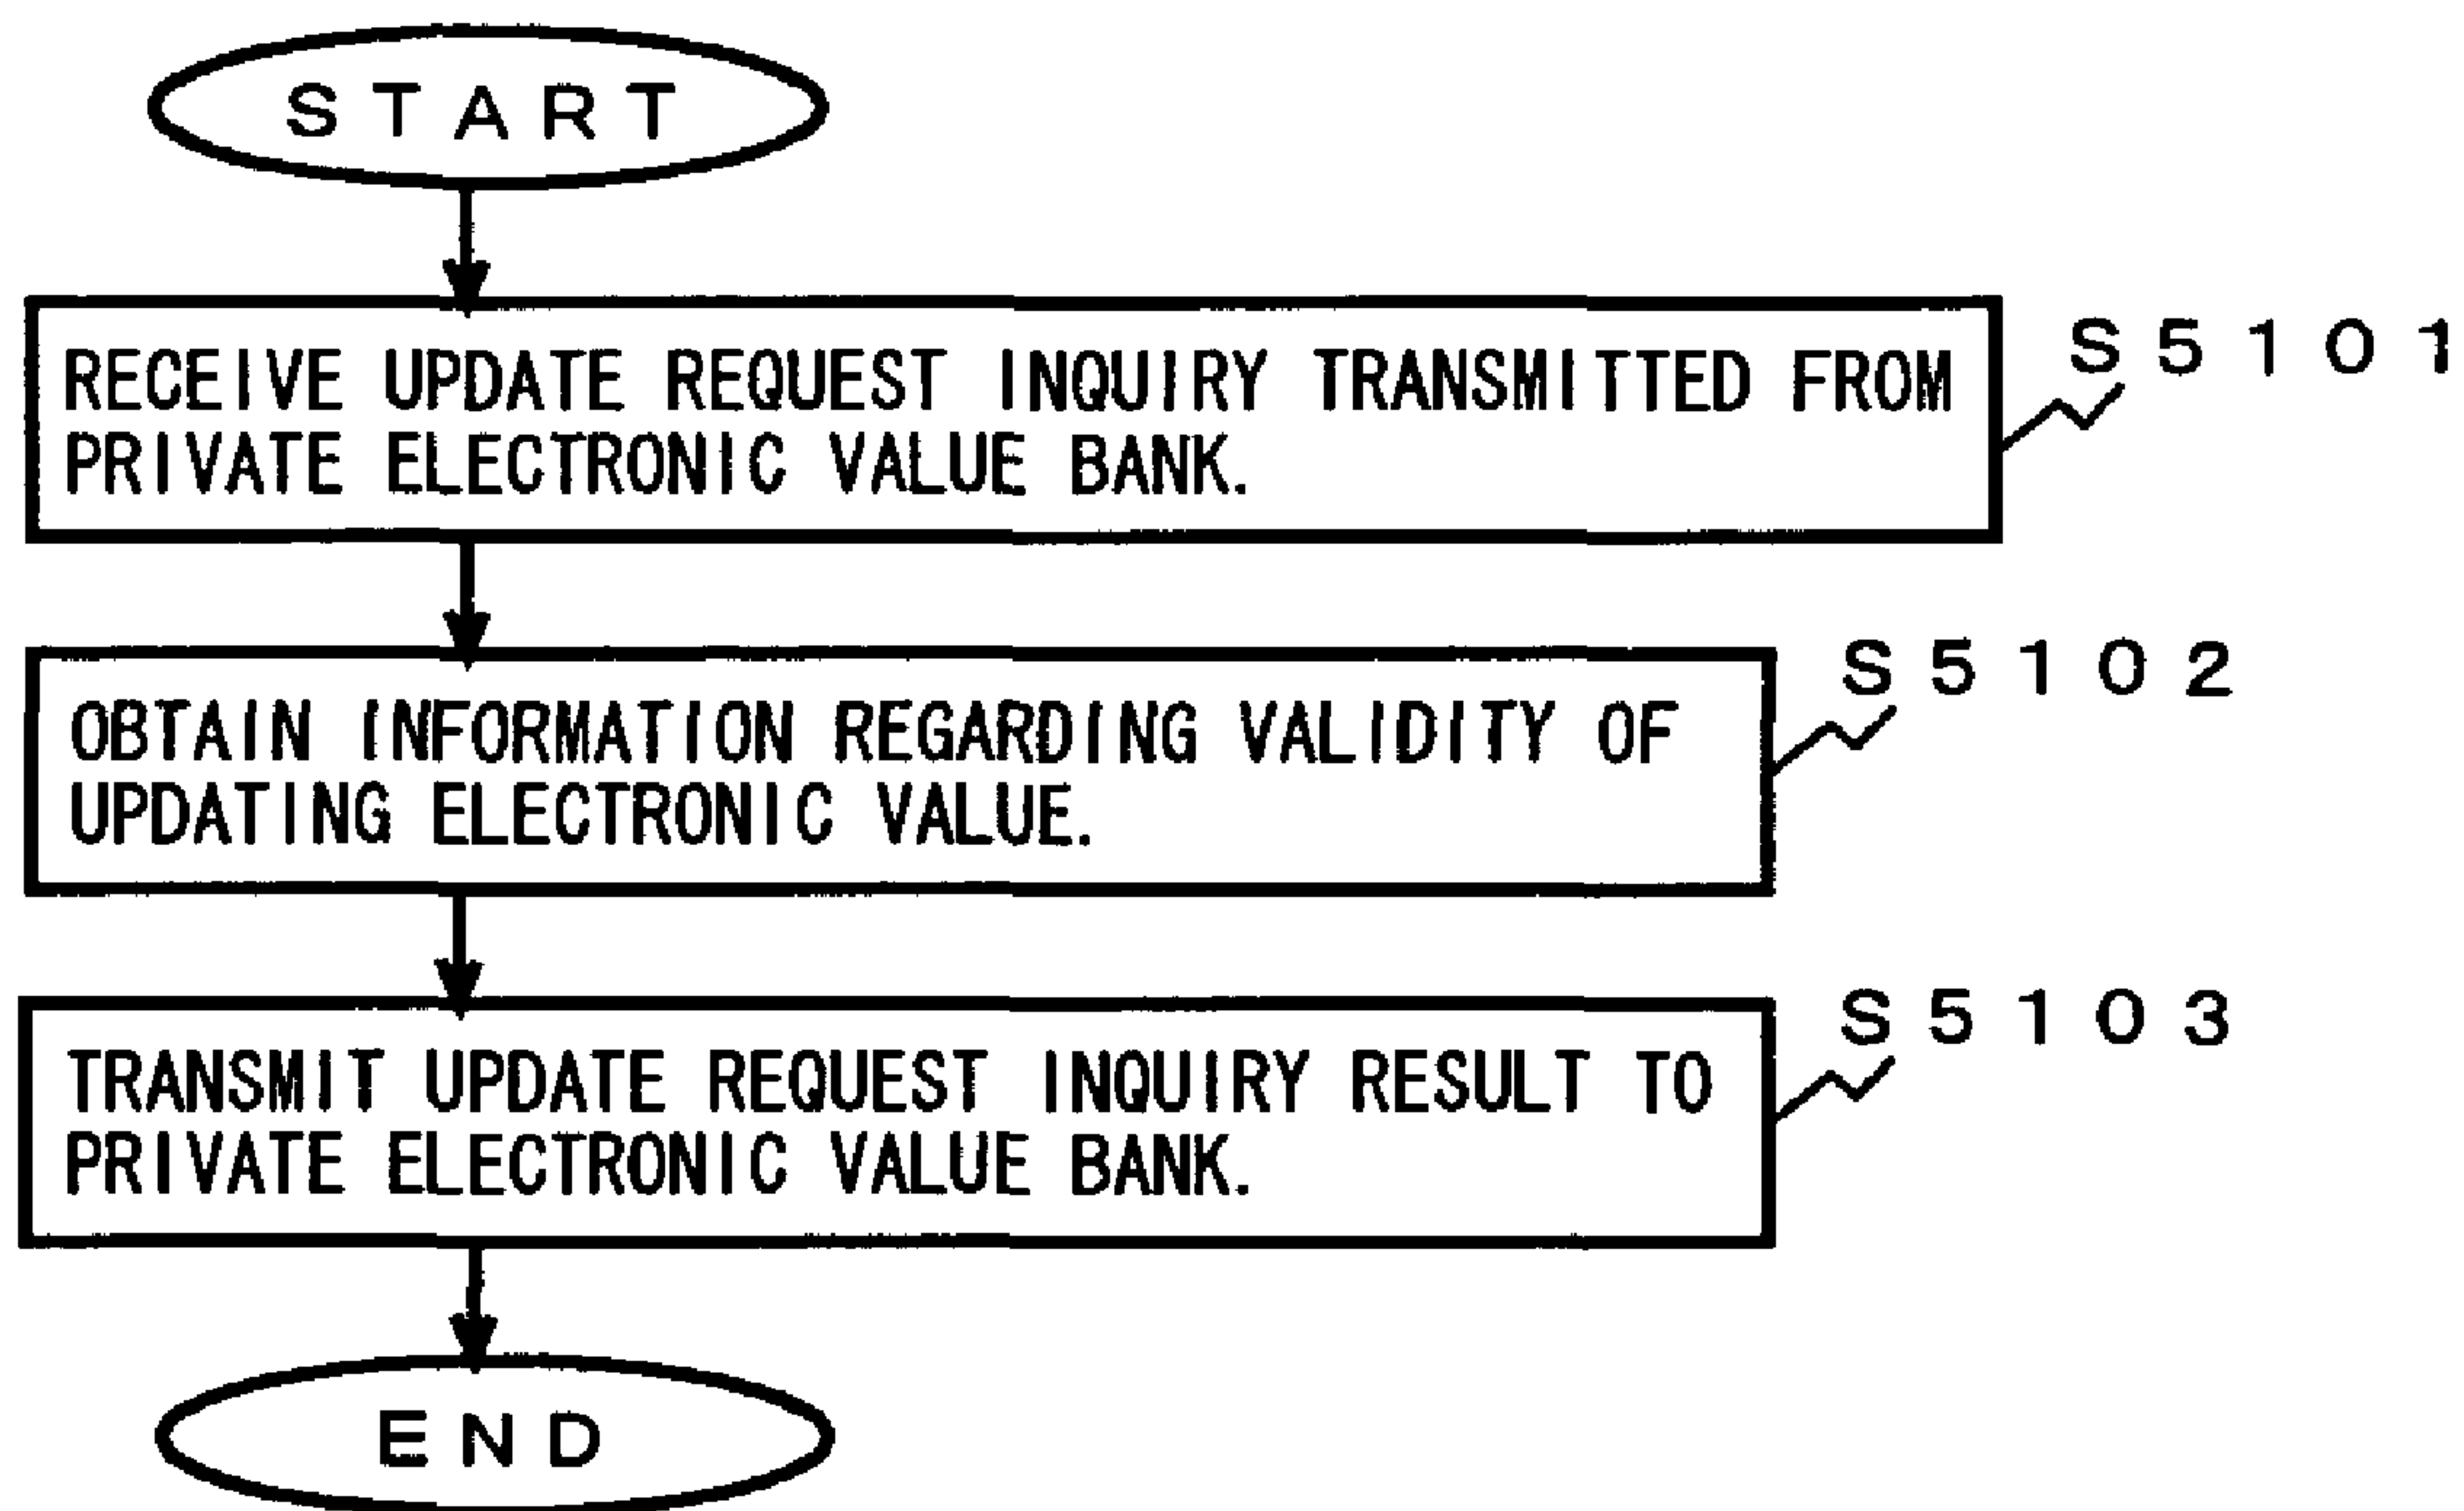 START
RECEIVE UPDATE REQUEST INQUIRY TRANSMITTED FROM
PRIVATE ELECTRONIC VALUE BANK.
S5101
OBTAIN INFORMATION REGARDING VALIDITY OF
UPDATING ELECTRONIC VALUE.
S5102
TRANSMIT UPDATE REQUEST INQUIRY RESULT TO
PRIVATE ELECTRONIC VALUE BANK.
S5103
END